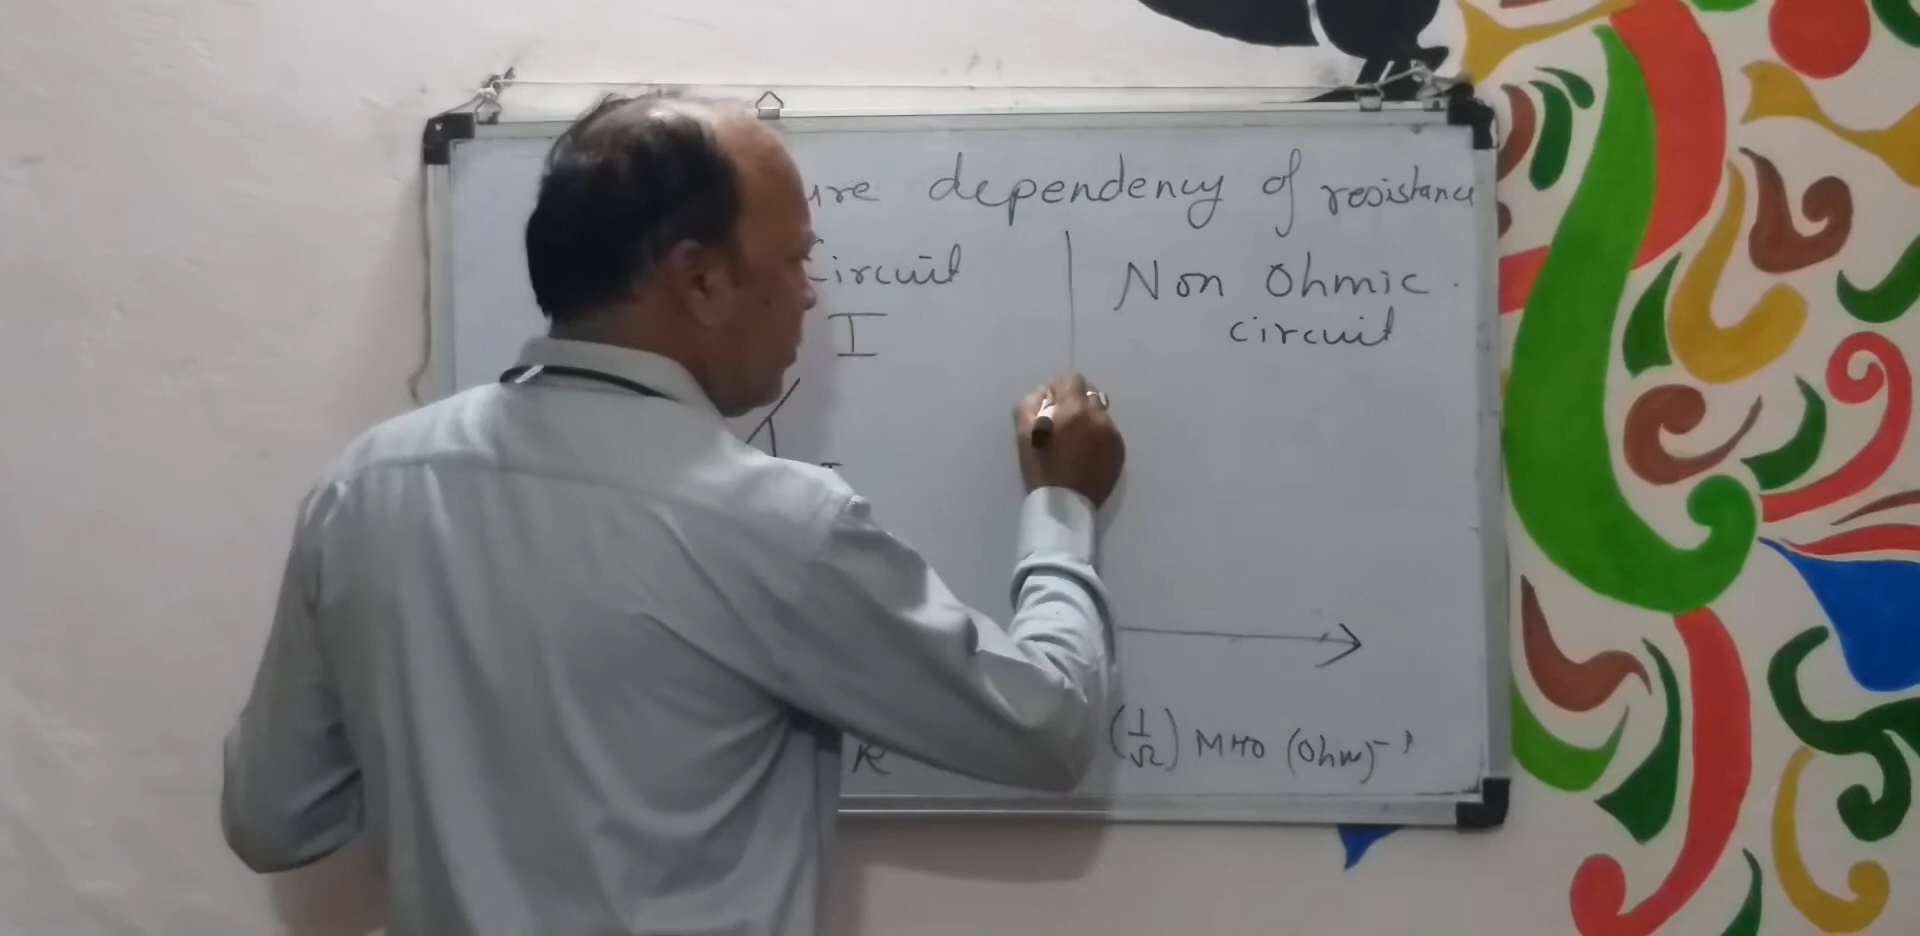 ure dependency of resistance
Circuit
I
Non Ohmic
circuit
R
(1/Ω) MHO (Ohm)⁻¹